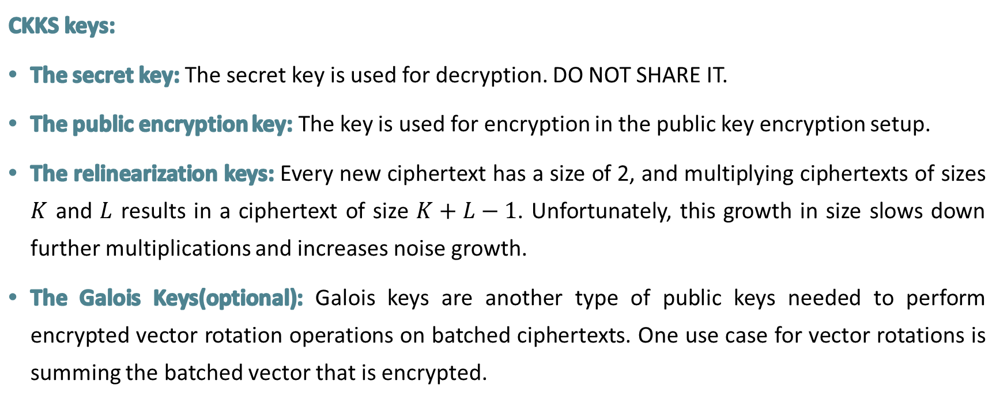 CKKS keys:
• The secret key: The secret key is used for decryption. DO NOT SHARE IT.
• The public encryption key: The key is used for encryption in the public key encryption setup.
• The relinearization keys: Every new ciphertext has a size of 2, and multiplying ciphertexts of sizes
K and L results in a ciphertext of size K + L − 1. Unfortunately, this growth in size slows down
further multiplications and increases noise growth.
• The Galois Keys(optional): Galois keys are another type of public keys needed to perform
encrypted vector rotation operations on batched ciphertexts. One use case for vector rotations is
summing the batched vector that is encrypted.